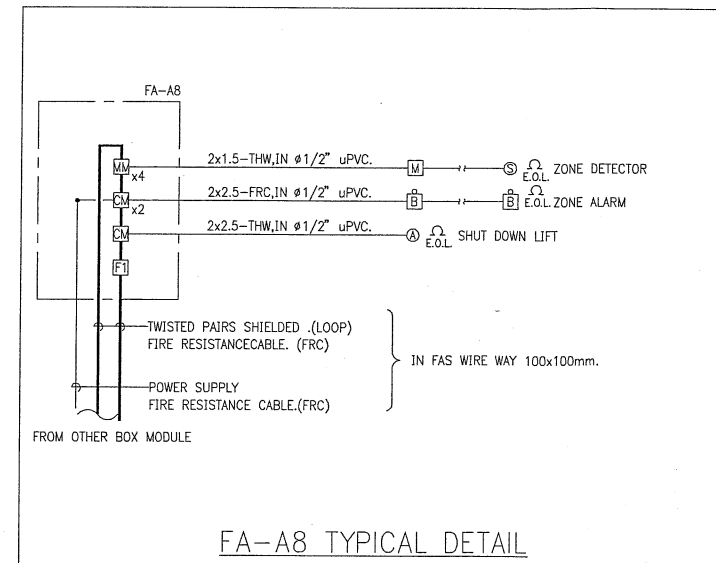 FA-A8
MM x4 2x1.5-THW,IN ø1/2" uPVC. M S Ω E.O.L. ZONE DETECTOR
CM x2 2x2.5-FRC,IN ø1/2" uPVC. B B Ω E.O.L. ZONE ALARM
CM 2x2.5-THW,IN ø1/2" uPVC. A Ω E.O.L. SHUT DOWN LIFT
F1
TWISTED PAIRS SHIELDED .(LOOP)
FIRE RESISTANCECABLE. (FRC)
IN FAS WIRE WAY 100x100mm.
POWER SUPPLY
FIRE RESISTANCE CABLE.(FRC)
FROM OTHER BOX MODULE
FA-A8 TYPICAL DETAIL